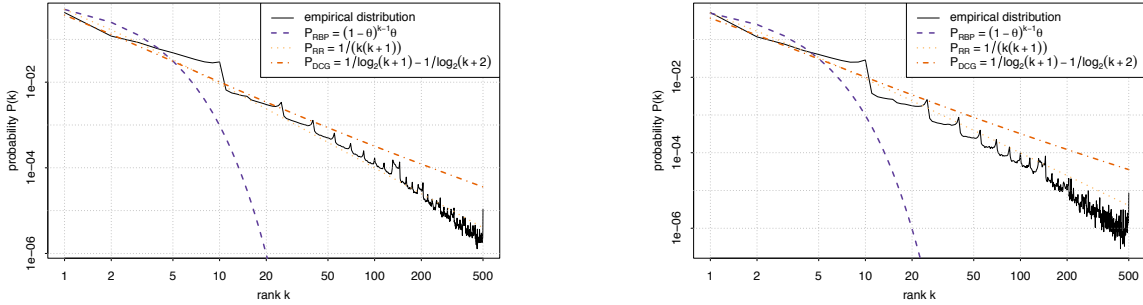 empirical distribution
P_RBP = (1 − θ)^{k−1}θ
P_RR = 1/(k(k + 1))
P_DCG = 1/log₂(k + 1) − 1/log₂(k + 2)
probability P(k)
1e−02
1e−04
1e−06
1 2 5 10 20 50 100 200 500
rank k
empirical distribution
P_RBP = (1 − θ)^{k−1}θ
P_RR = 1/(k(k + 1))
P_DCG = 1/log₂(k + 1) − 1/log₂(k + 2)
probability P(k)
1e−02
1e−04
1e−06
1 2 5 10 20 50 100 200 500
rank k